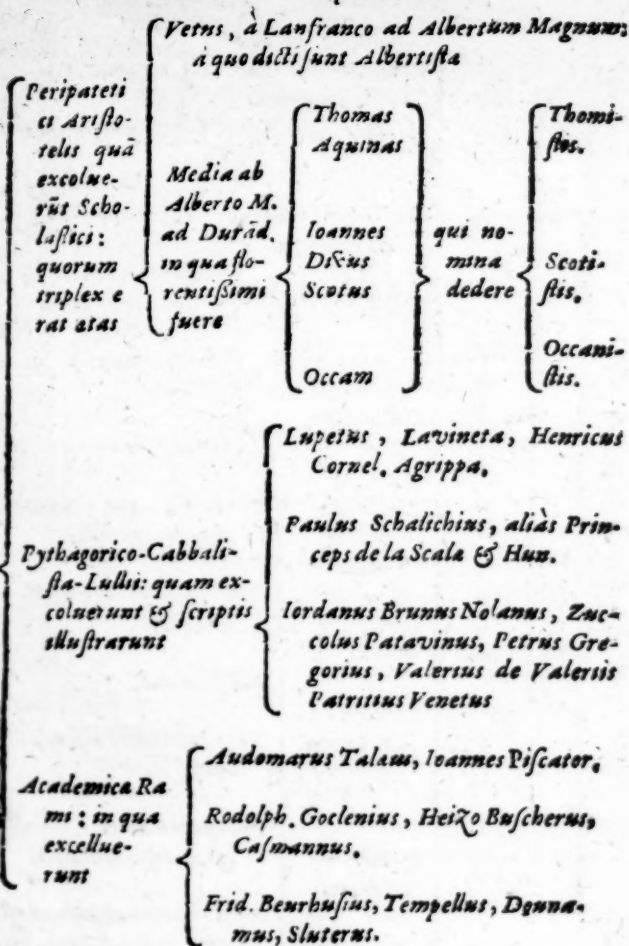 Vetus, à Lanfranco ad Albertum Magnum:
à quo dicti sunt Albertistæ
Peripateti
ci Aristo-
telis quā
excolue-
rūt Scho-
lastici:
quorum
triplex e
rat ætas
Media ab
Alberto M.
ad Durād.
in qua flo-
rentißimi
fuere
Thomas
Aquinas
Ioannes
Scotus
Occam
qui no-
mina
dedere
Thomi-
stis.
Scoti-
stis,
Occani-
stis.
Pythagorico-Cabbali-
sta-Lullii: quam ex-
coluerunt & scriptis
illustrarunt
Lupetus, Lavineta, Henricus
Cornel. Agrippa.
Paulus Schalichius, aliàs Prin-
ceps de la Scala & Hun.
Iordanus Brunus Nolanus, Zuc-
colus Patavinus, Petrus Gre-
gorius, Valerius de Valeriis
Patritius Venetus
Academica Ra
mi: in qua
excellue-
runt
Audomarus Talæus, Ioannes Piscator.
Rodolph. Goclenius, Heizo Buscherus,
Casmannus.
Frid. Beurhusius, Tempellus, Douna-
mus, Sluterus.